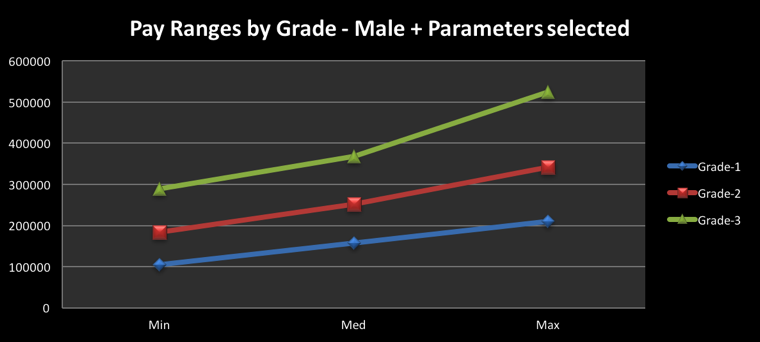 Pay Ranges by Grade - Male + Parameters selected
600000
500000
400000
300000
200000
100000
0
Min Med Max
Grade-1
Grade-2
Grade-3